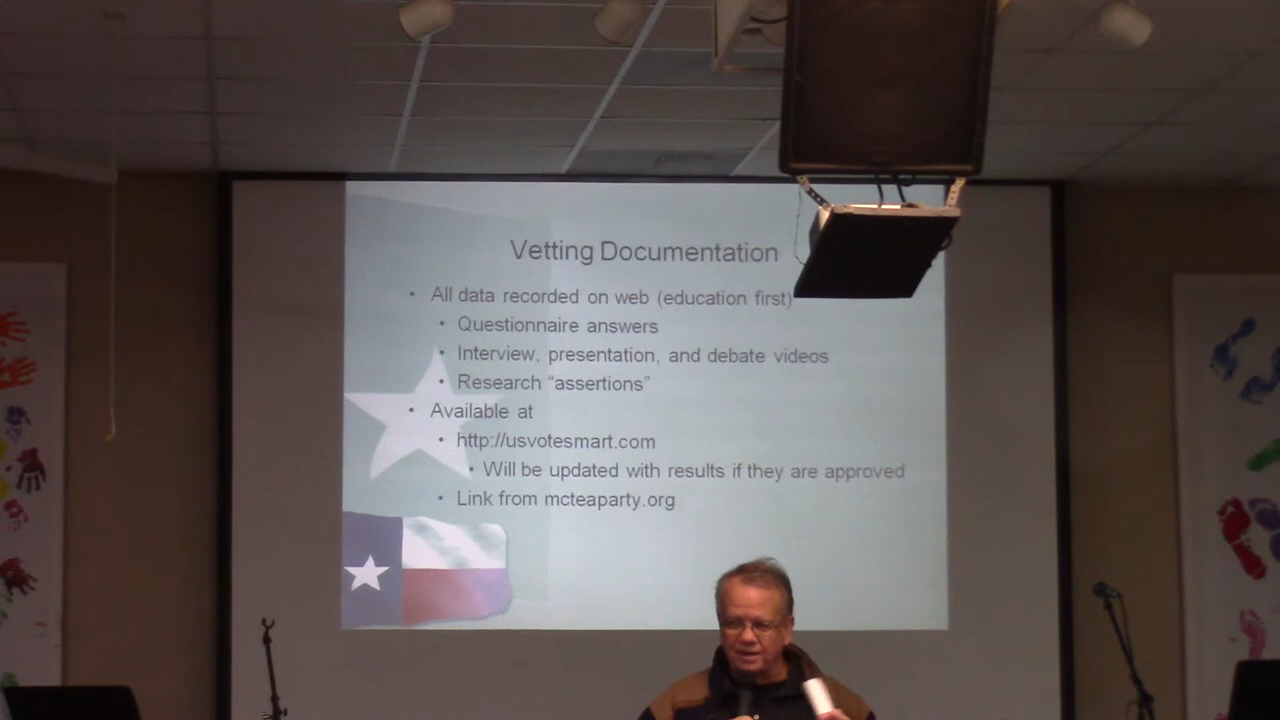 Vetting Documentation
• All data recorded on web (education first)
• Questionnaire answers
• Interview, presentation, and debate videos
• Research “assertions”
• Available at
• http://usvotesmart.com
• Will be updated with results if they are approved
• Link from mcteaparty.org